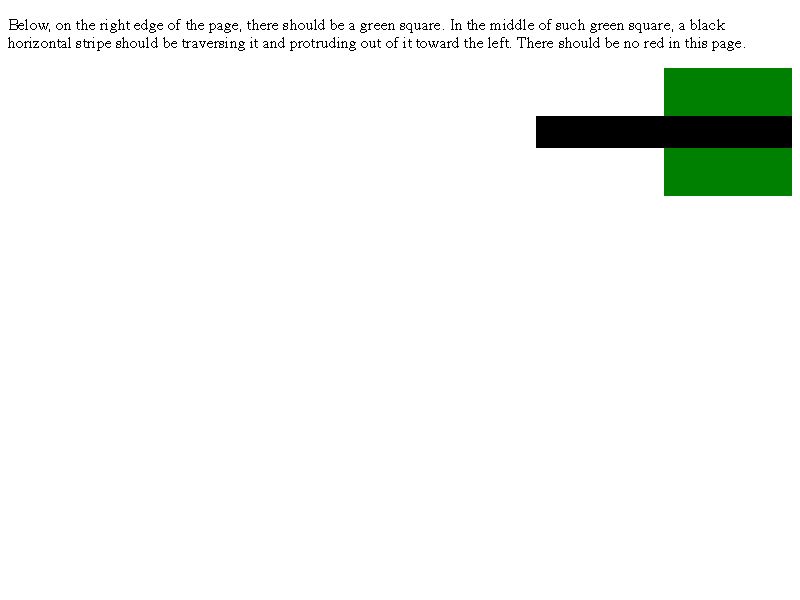 Below, on the right edge of the page, there should be a green square. In the middle of such green square, a black
horizontal stripe should be traversing it and protruding out of it toward the left. There should be no red in this page.